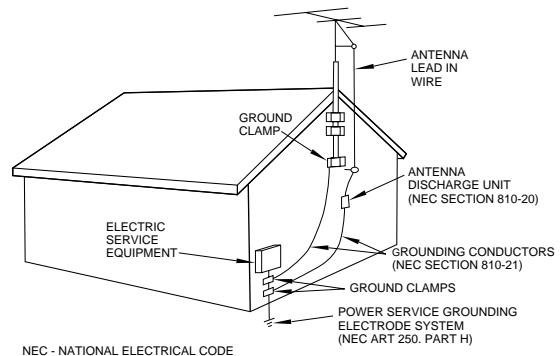 ANTENNA
LEAD IN
WIRE
GROUND
CLAMP
ANTENNA
DISCHARGE UNIT
(NEC SECTION 810-20)
ELECTRIC
SERVICE
EQUIPMENT
GROUNDING CONDUCTORS
(NEC SECTION 810-21)
GROUND CLAMPS
POWER SERVICE GROUNDING
ELECTRODE SYSTEM
(NEC ART 250. PART H)
NEC - NATIONAL ELECTRICAL CODE